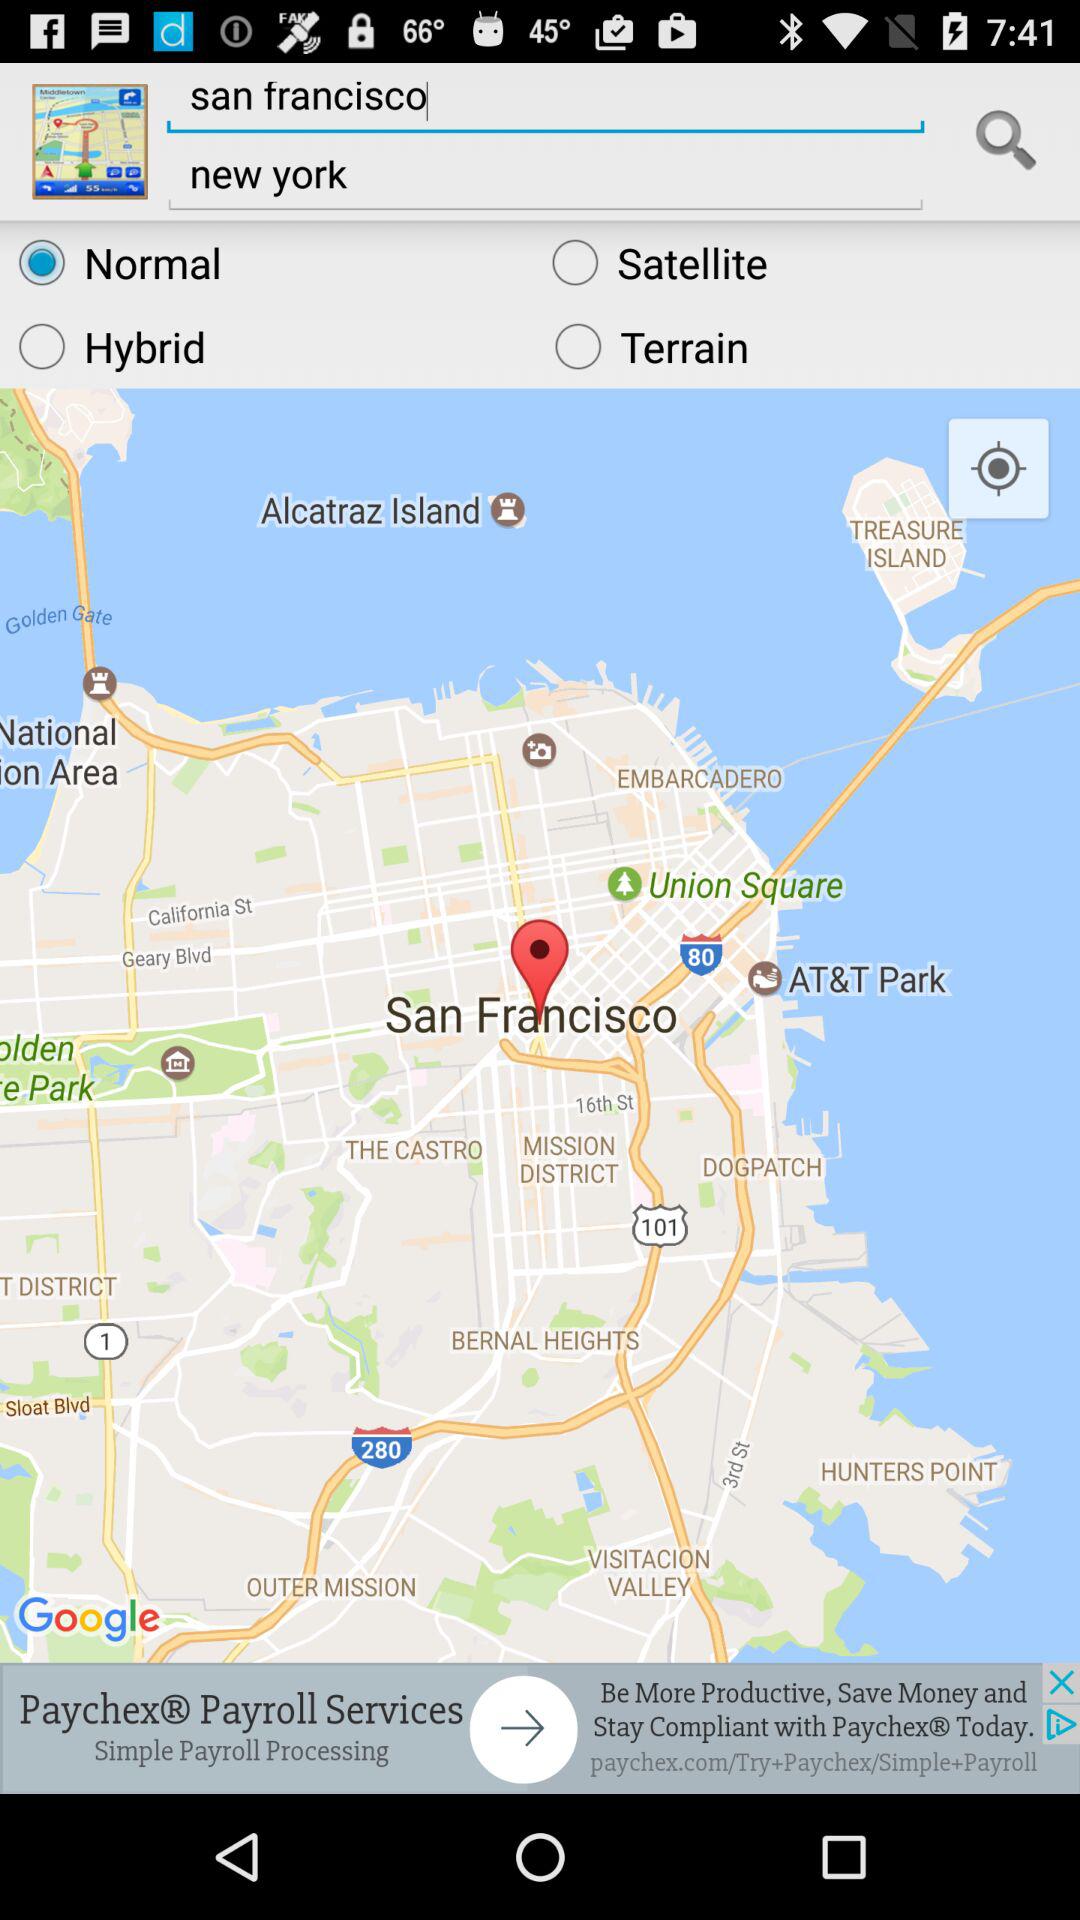 FAKE 66° 45° 7:41
Middletown
55
san francisco
new york
Normal
Satellite
Hybrid
Terrain
Alcatraz Island
TREASURE
ISLAND
Golden Gate
National
ion Area
EMBARCADERO
Union Square
California St
Geary Blvd
80
AT&T Park
San Francisco
olden
e Park
16th St
THE CASTRO
MISSION
DISTRICT
DOGPATCH
101
T DISTRICT
1
BERNAL HEIGHTS
Sloat Blvd
280
3rd St
HUNTERS POINT
VISITACION
VALLEY
OUTER MISSION
Google
Paychex® Payroll Services
Simple Payroll Processing
Be More Productive, Save Money and
Stay Compliant with Paychex® Today.
paychex.com/Try+Paychex/Simple+Payroll